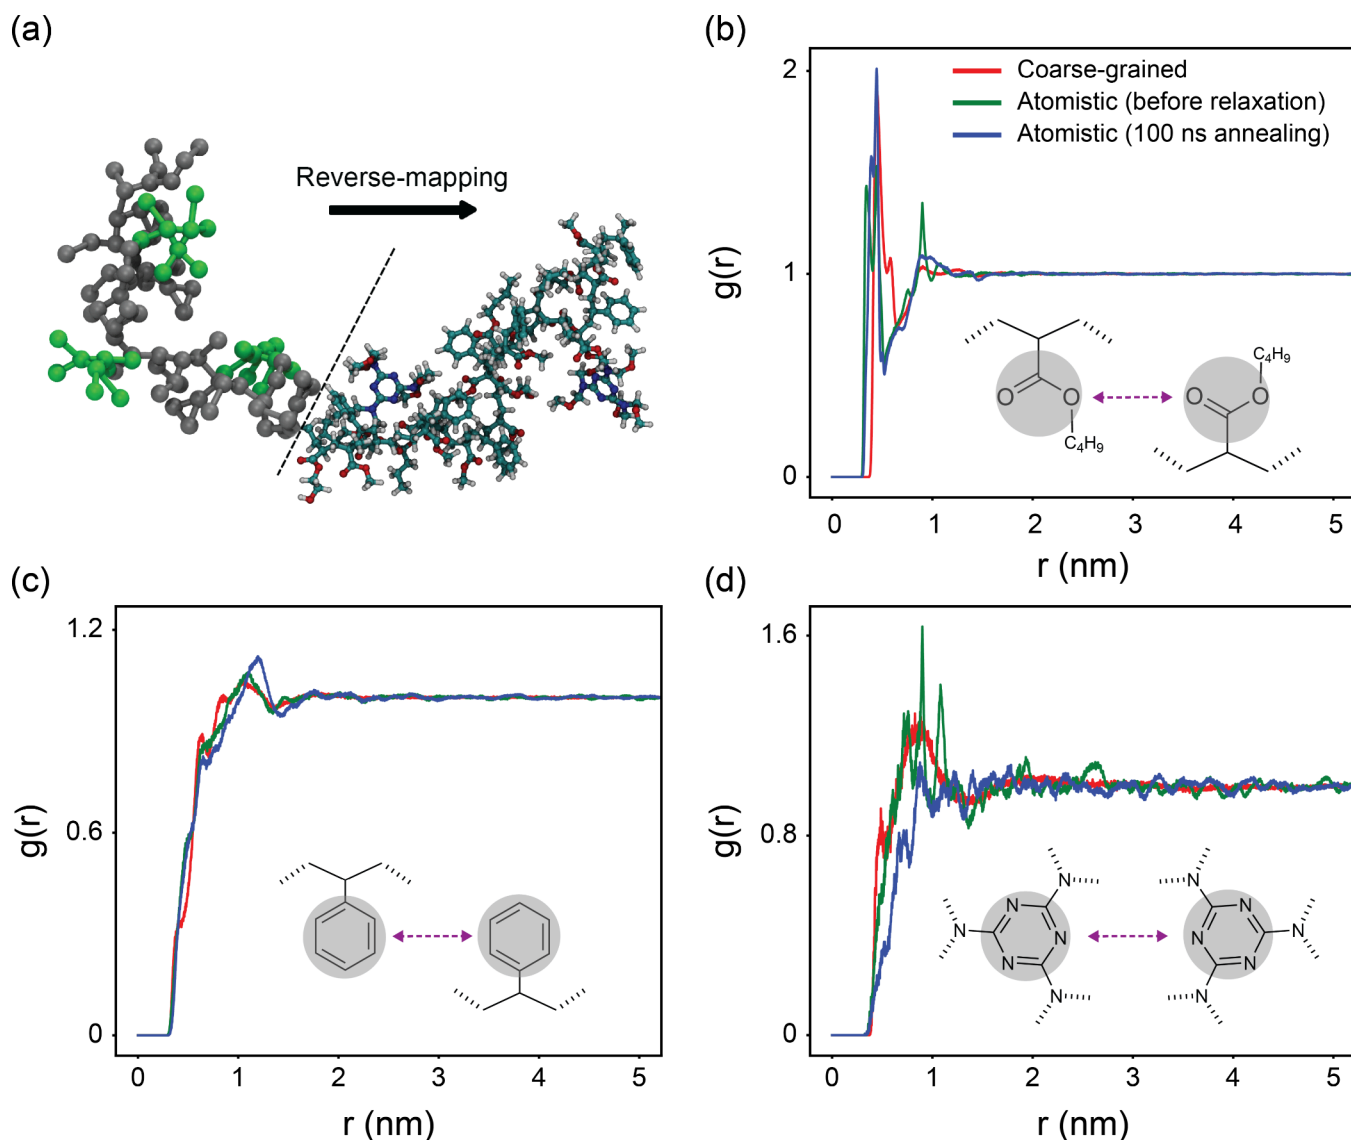 (a)
Reverse-mapping
(b)
2
1
0
g(r)
Coarse-grained
Atomistic (before relaxation)
Atomistic (100 ns annealing)
O
O
C₄H₉
O
O
C₄H₉
0 1 2 3 4 5
r (nm)
(c)
1.2
0.6
0
g(r)
0 1 2 3 4 5
r (nm)
(d)
1.6
0.8
0
g(r)
N
N
N
N
N
N
N
N
N
N
N
N
0 1 2 3 4 5
r (nm)